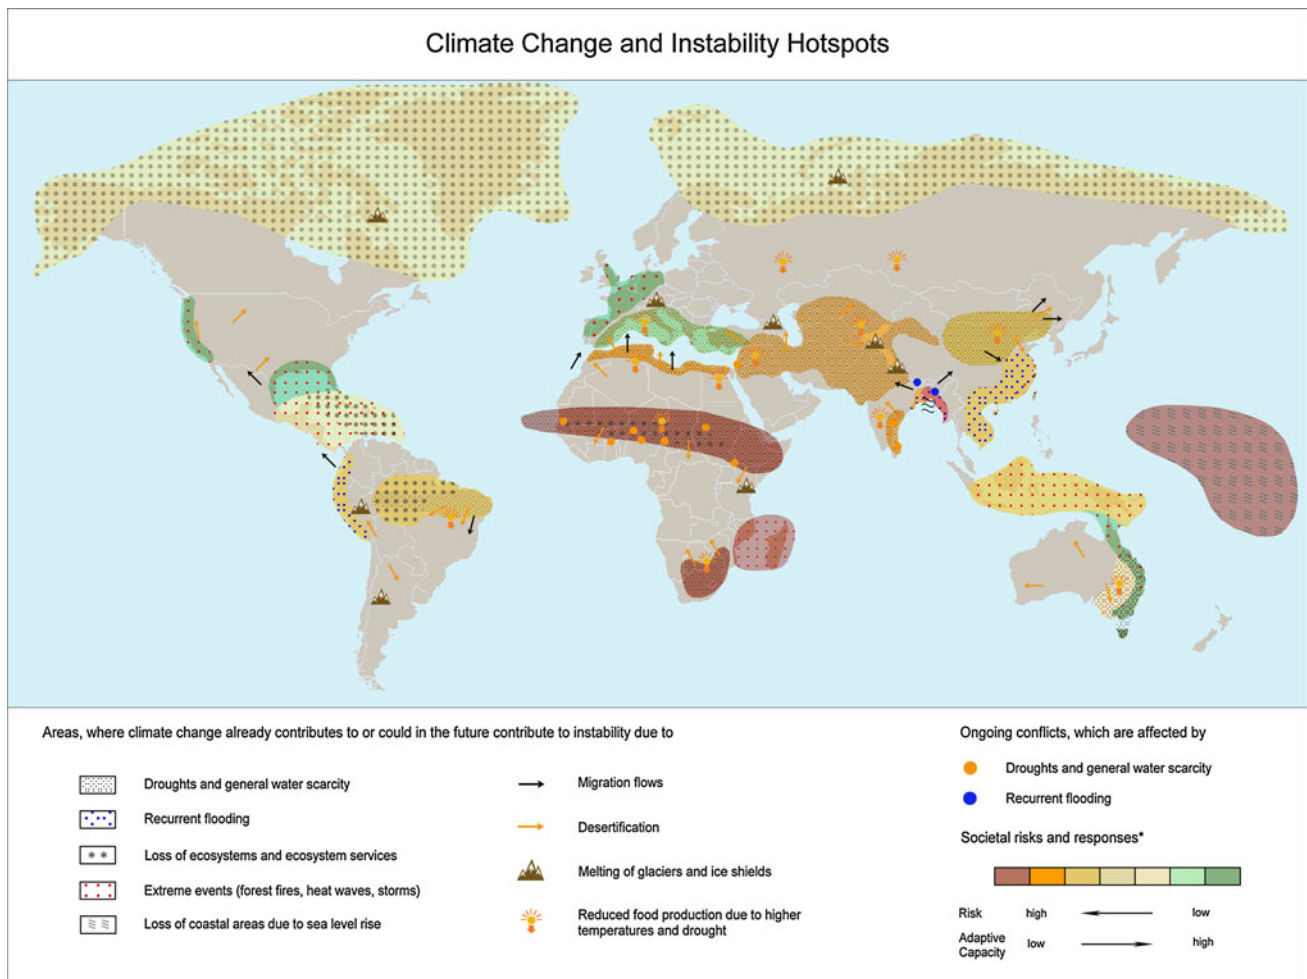 Climate Change and Instability Hotspots
Areas, where climate change already contributes to or could in the future contribute to instability due to
Droughts and general water scarcity
Recurrent flooding
Loss of ecosystems and ecosystem services
Extreme events (forest fires, heat waves, storms)
Loss of coastal areas due to sea level rise
Migration flows
Desertification
Melting of glaciers and ice shields
Reduced food production due to higher
temperatures and drought
Ongoing conflicts, which are affected by
Droughts and general water scarcity
Recurrent flooding
Societal risks and responses*
Risk high low
Adaptive
Capacity low high